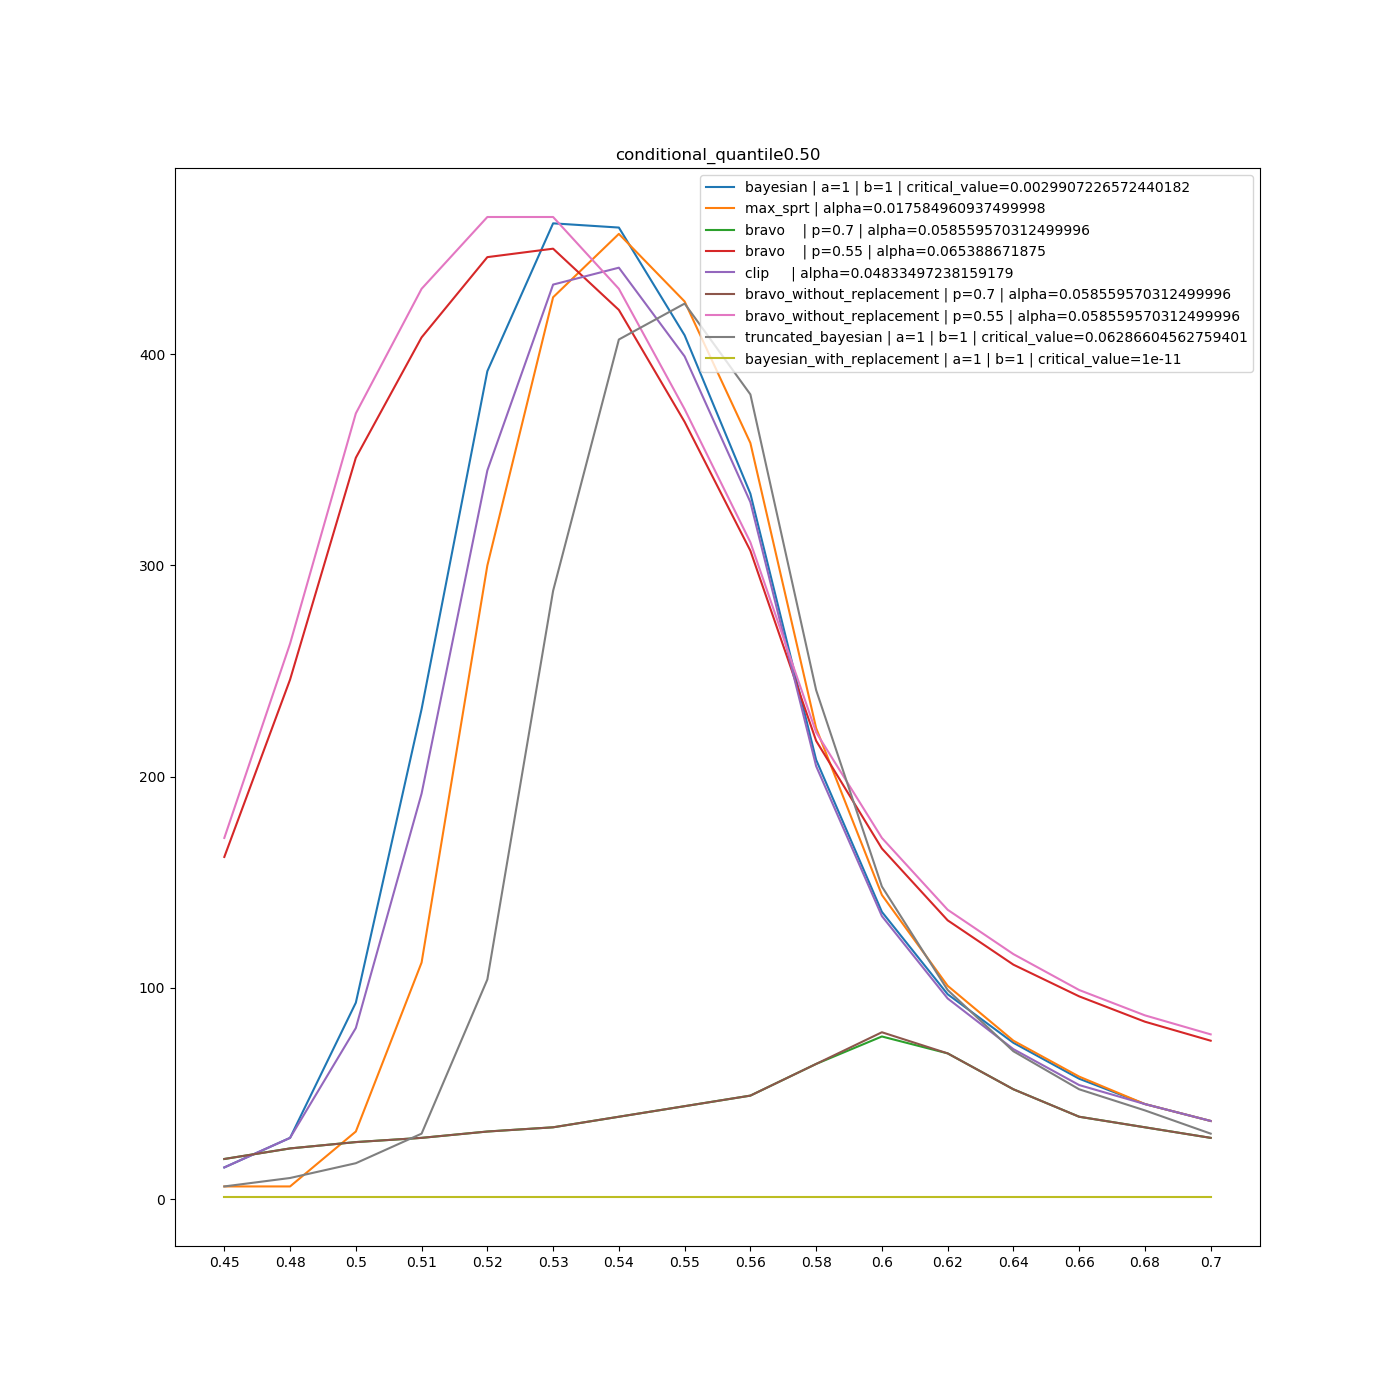 conditional_quantile0.50
bayesian | a=1 | b=1 | critical_value=0.0029907226572440182
max_sprt | alpha=0.017584960937499998
bravo    | p=0.7 | alpha=0.058559570312499996
bravo    | p=0.55 | alpha=0.065388671875
clip     | alpha=0.04833497238159179
bravo_without_replacement | p=0.7 | alpha=0.058559570312499996
bravo_without_replacement | p=0.55 | alpha=0.058559570312499996
truncated_bayesian | a=1 | b=1 | critical_value=0.06286604562759401
bayesian_with_replacement | a=1 | b=1 | critical_value=1e-11
400
300
200
100
0
0.45 0.48 0.5 0.51 0.52 0.53 0.54 0.55 0.56 0.58 0.6 0.62 0.64 0.66 0.68 0.7